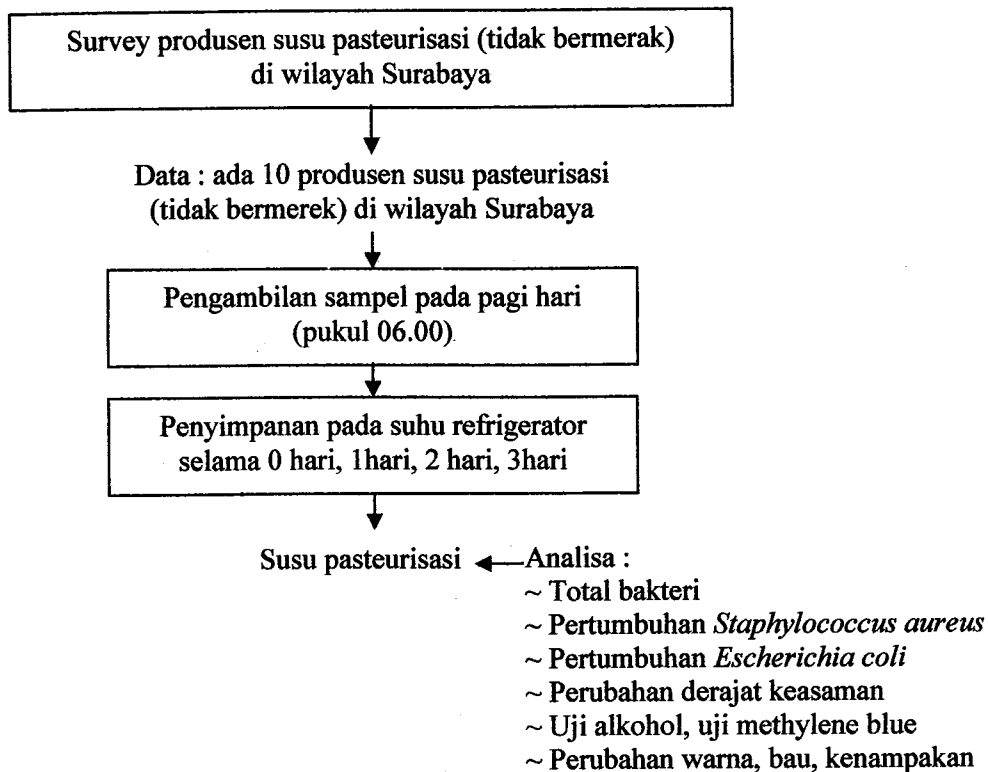 Survey produsen susu pasteurisasi (tidak bermerak)
di wilayah Surabaya
Data : ada 10 produsen susu pasteurisasi
(tidak bermerek) di wilayah Surabaya
Pengambilan sampel pada pagi hari
(pukul 06.00)
Penyimpanan pada suhu refrigerator
selama 0 hari, 1hari, 2 hari, 3hari
Susu pasteurisasi
Analisa :
~ Total bakteri
~ Pertumbuhan Staphylococcus aureus
~ Pertumbuhan Escherichia coli
~ Perubahan derajat keasaman
~ Uji alkohol, uji methylene blue
~ Perubahan warna, bau, kenampakan